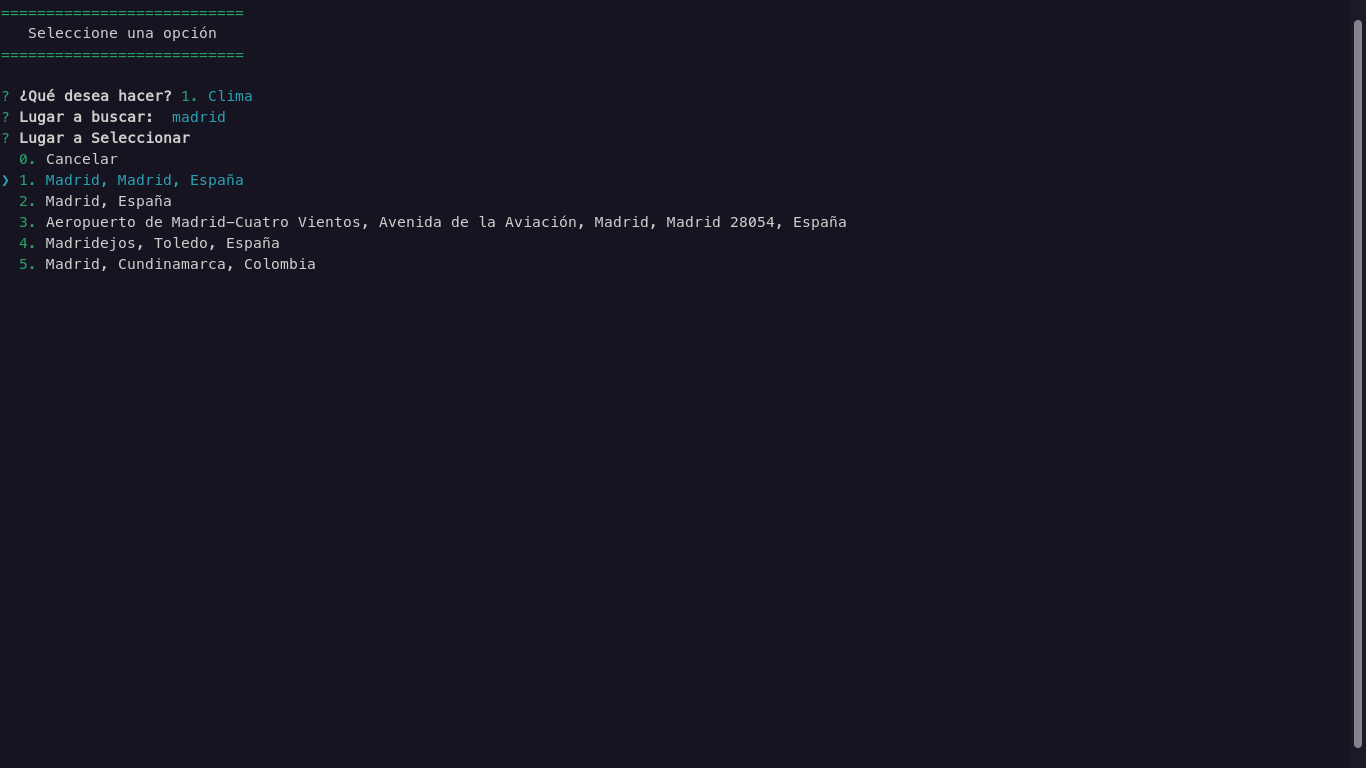 ===========================
Seleccione una opción
===========================
? ¿Qué desea hacer? 1. Clima
? Lugar a buscar:  madrid
? Lugar a Seleccionar
0. Cancelar
❯ 1. Madrid, Madrid, España
2. Madrid, España
3. Aeropuerto de Madrid–Cuatro Vientos, Avenida de la Aviación, Madrid, Madrid 28054, España
4. Madridejos, Toledo, España
5. Madrid, Cundinamarca, Colombia